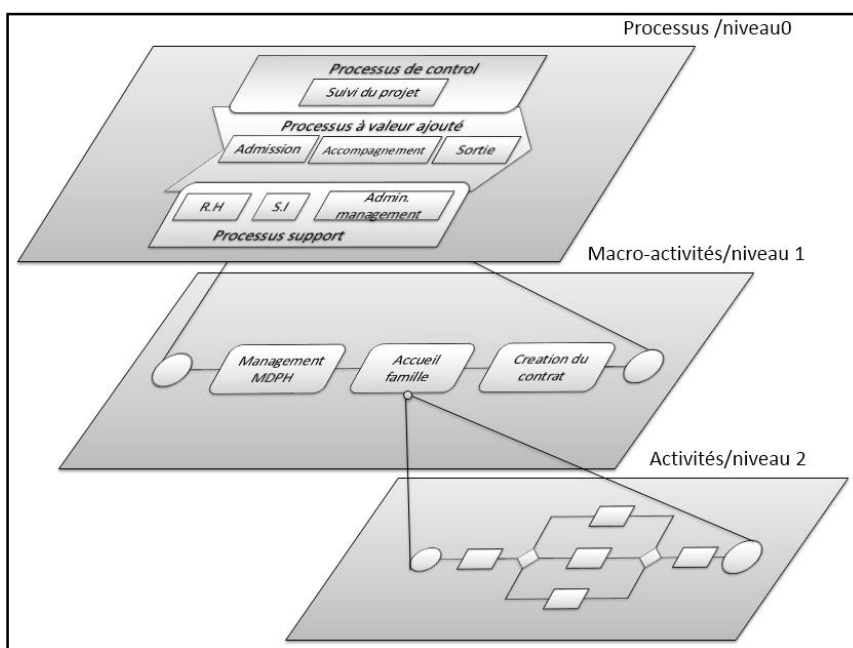 Processus /niveau0
Processus de control
Suivi du projet
Processus à valeur ajouté
Admission
Accompagnement
Sortie
R.H
S.I
Admin.
management
Processus support
Macro-activités/niveau 1
Management
MDPH
Accueil
famille
Creation du
contrat
Activités/niveau 2